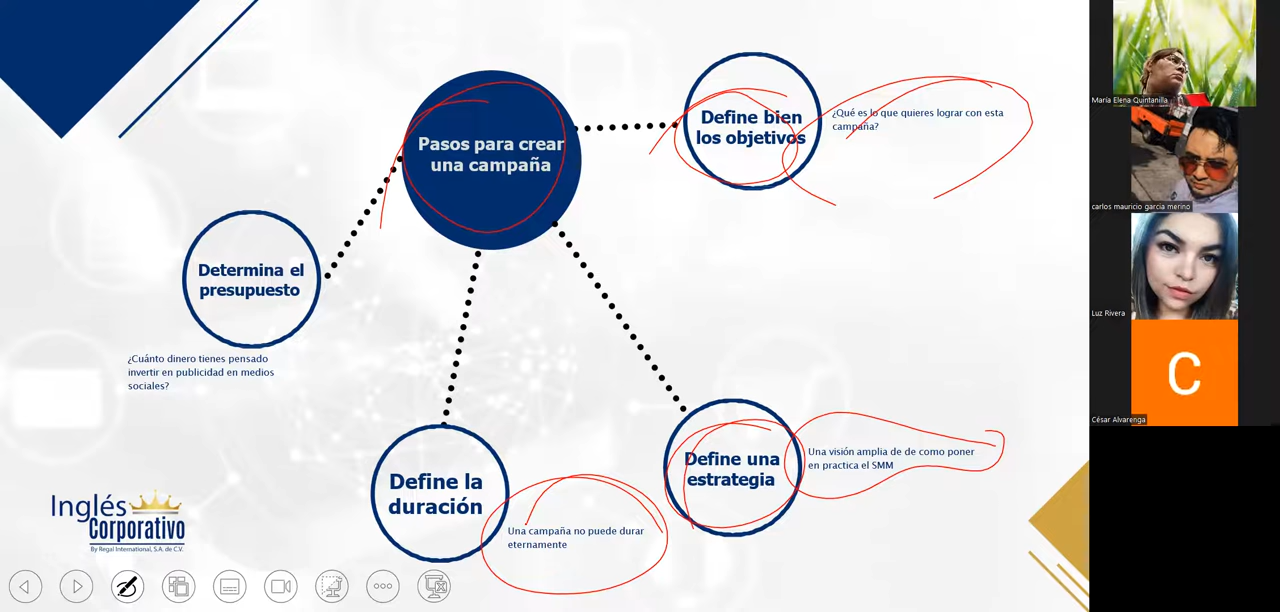 Pasos para crear
una campaña
Define bien
los objetivos
¿Qué es lo que quieres lograr con esta
campaña?
Determina el
presupuesto
¿Cuánto dinero tienes pensado
invertir en publicidad en medios
sociales?
Define la
duración
Una campaña no puede durar
eternamente
Define una
estrategia
Una visión amplia de de como poner
en practica el SMM
Inglés
Corporativo
By Regal International, S.A. de C.V.
María Elena Quintanilla
carlos mauricio garcia merino
Luz Rivera
C
César Alvarenga